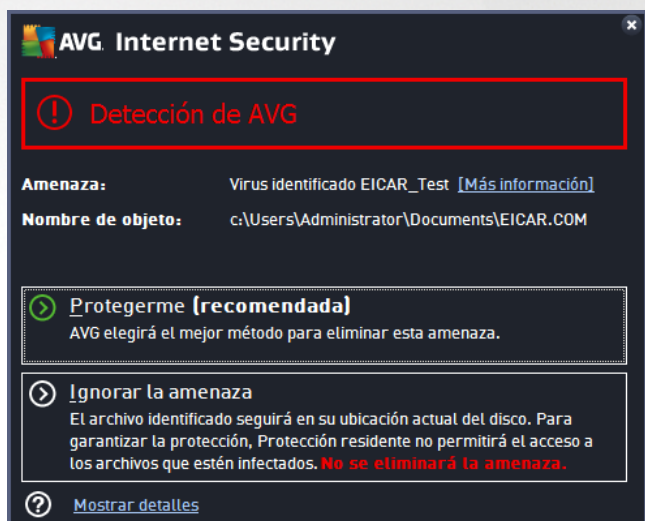 AVG. Internet Security
Detección de AVG
Amenaza: Virus identificado EICAR_Test [Más información]
Nombre de objeto: c:\Users\Administrator\Documents\EICAR.COM
Protegerme (recomendada)
AVG elegirá el mejor método para eliminar esta amenaza.
Ignorar la amenaza
El archivo identificado seguirá en su ubicación actual del disco. Para
garantizar la protección, Protección residente no permitirá el acceso a
los archivos que estén infectados. No se eliminará la amenaza.
Mostrar detalles